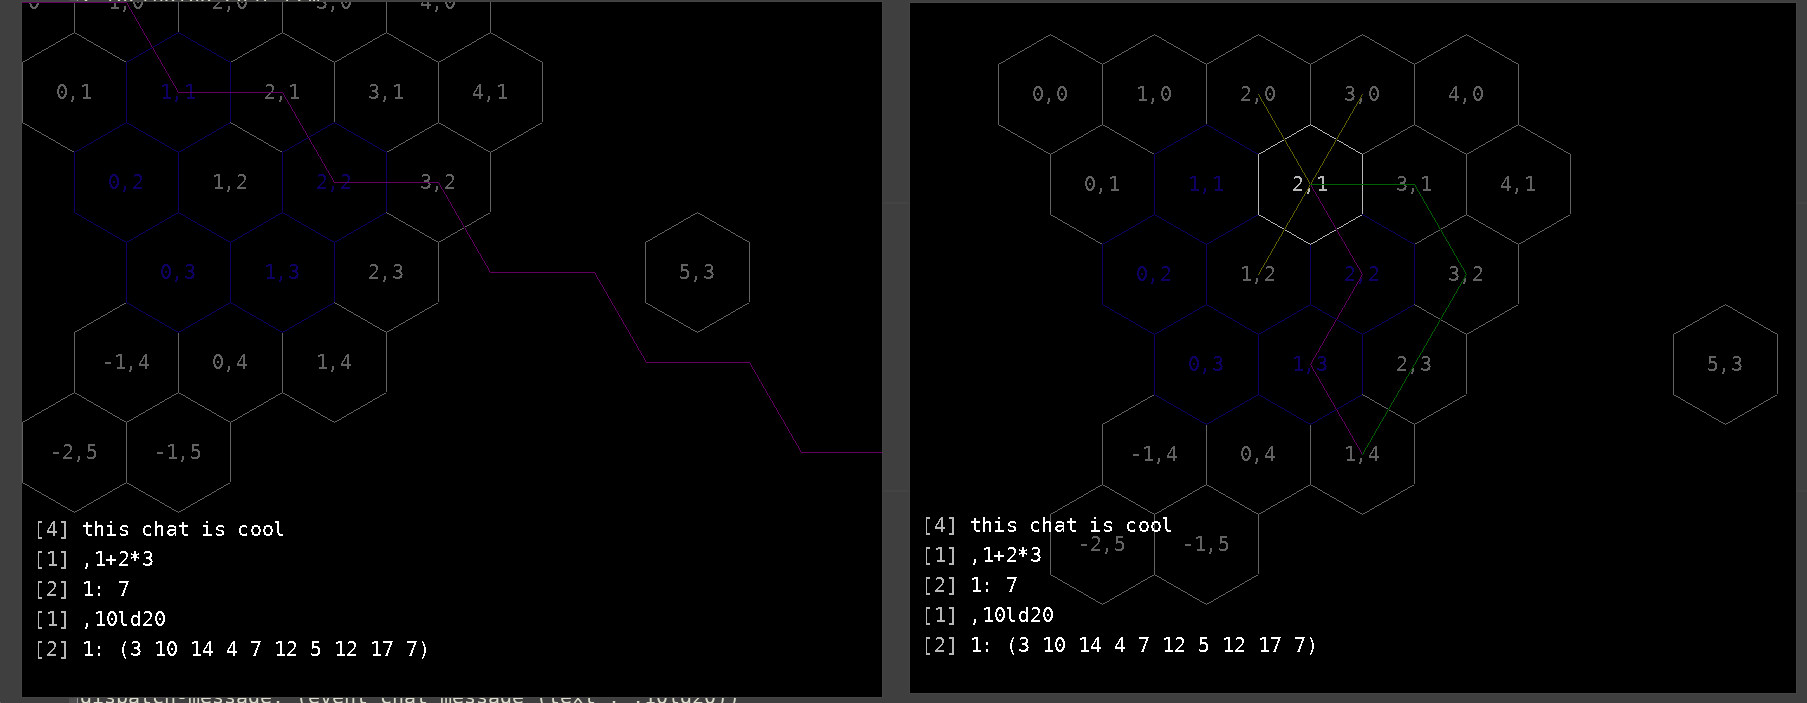 1,0 2,0 3,0 4,0
0,1 1,1 2,1 3,1 4,1
0,2 1,2 2,2 3,2
0,3 1,3 2,3 5,3
-1,4 0,4 1,4
-2,5 -1,5
[4] this chat is cool
[1] ,1+2*3
[2] 1: 7
[1] ,10ld20
[2] 1: (3 10 14 4 7 12 5 12 17 7)
dispatch-message: (event chat message (text . ,10ld20))
0,0 1,0 2,0 3,0 4,0
0,1 1,1 2,1 3,1 4,1
0,2 1,2 2,2 3,2
0,3 1,3 2,3 5,3
-1,4 0,4 1,4
-2,5 -1,5
[4] this chat is cool
[1] ,1+2*3
[2] 1: 7
[1] ,10ld20
[2] 1: (3 10 14 4 7 12 5 12 17 7)